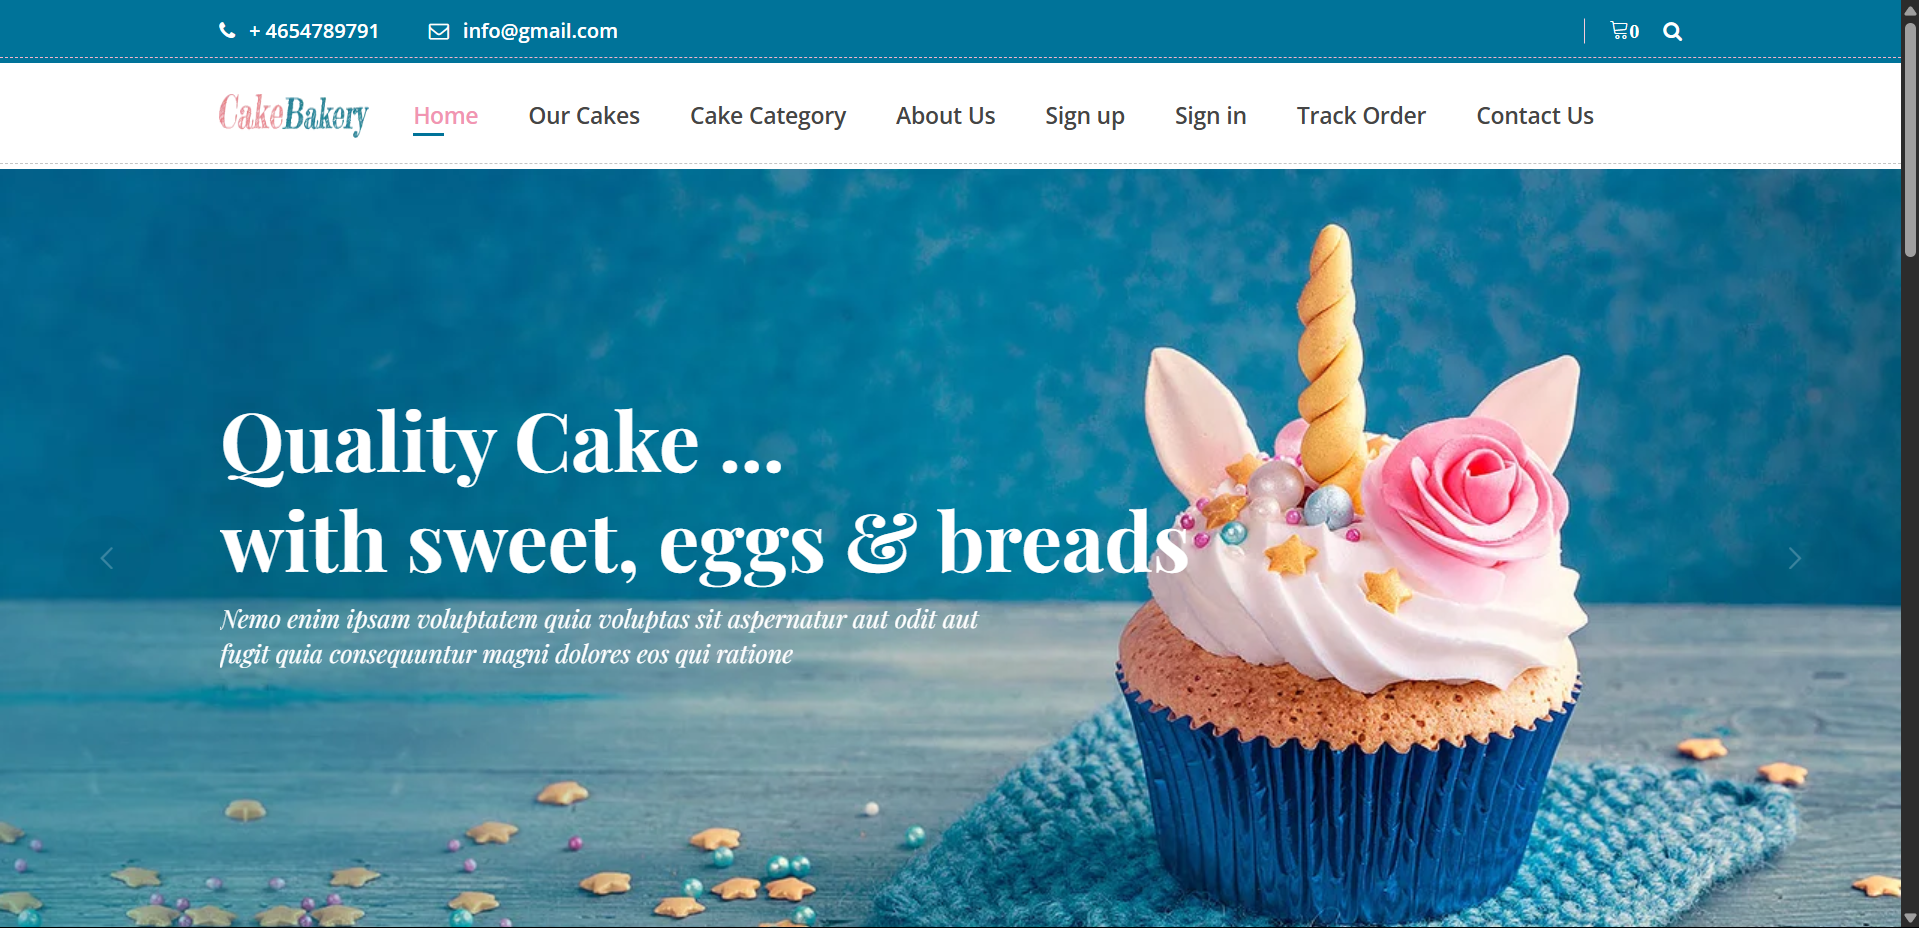 + 4654789791 info@gmail.com 0
CakeBakery Home Our Cakes Cake Category About Us Sign up Sign in Track Order Contact Us
Quality Cake ...
with sweet, eggs & breads
Nemo enim ipsam voluptatem quia voluptas sit aspernatur aut odit aut
fugit quia consequuntur magni dolores eos qui ratione